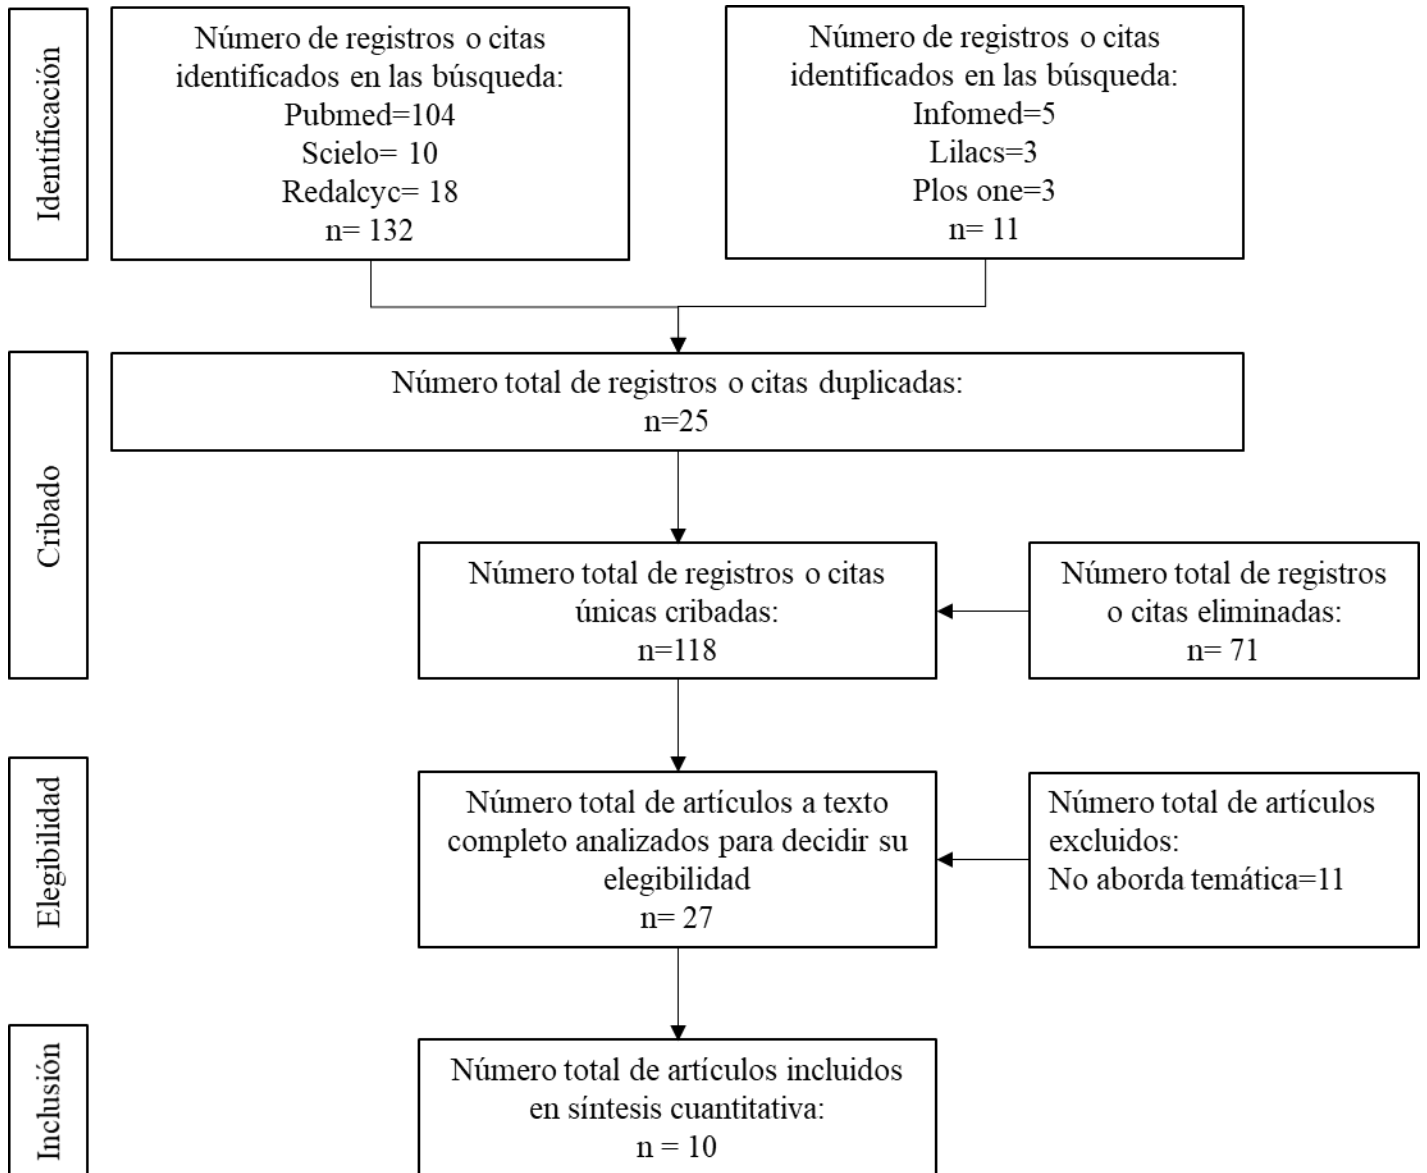 Identificación
Número de registros o citas
identificados en las búsqueda:
Pubmed=104
Scielo= 10
Redalcyc= 18
n= 132
Número de registros o citas
identificados en las búsqueda:
Infomed=5
Lilacs=3
Plos one=3
n= 11
Cribado
Número total de registros o citas duplicadas:
n=25
Número total de registros o citas
únicas cribadas:
n=118
Número total de registros
o citas eliminadas:
n= 71
Elegibilidad
Número total de artículos a texto
completo analizados para decidir su
elegibilidad
n= 27
Número total de artículos
excluidos:
No aborda temática=11
Inclusión
Número total de artículos incluidos
en síntesis cuantitativa:
n = 10